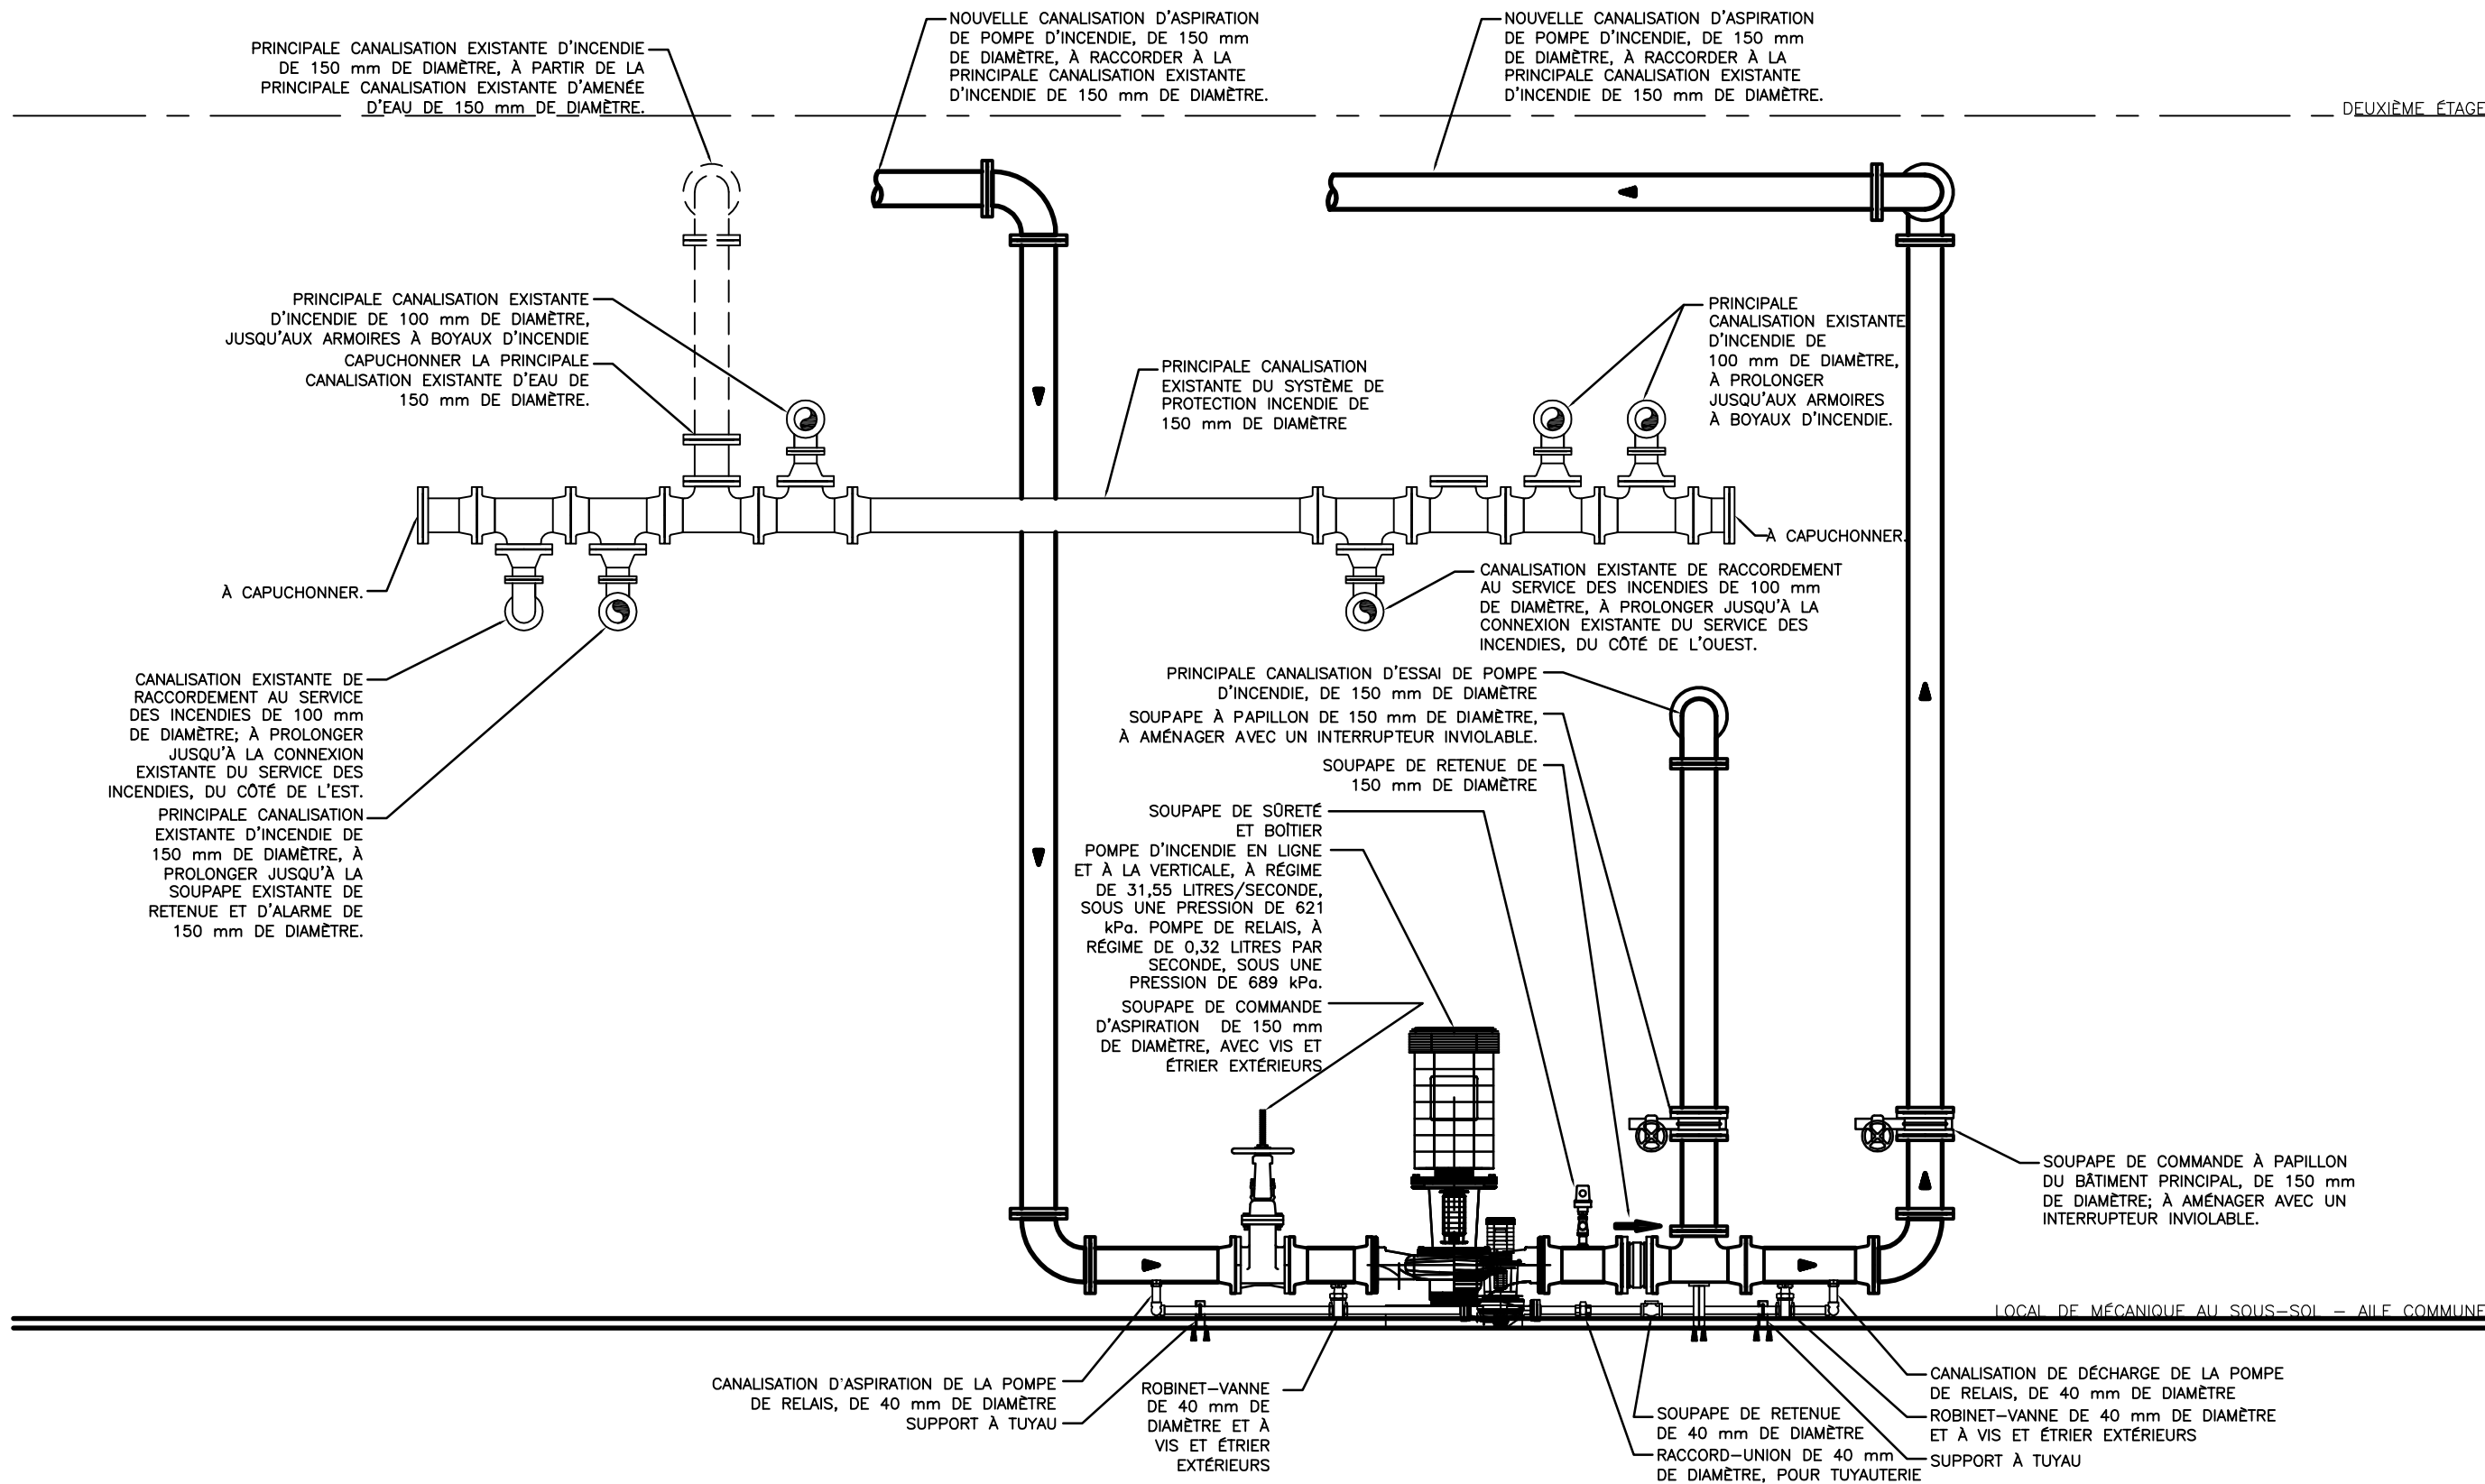 PRINCIPALE CANALISATION EXISTANTE D'INCENDIE
DE 150 mm DE DIAMÈTRE, À PARTIR DE LA
PRINCIPALE CANALISATION EXISTANTE D'AMENÉE
D'EAU DE 150 mm DE DIAMÈTRE.
NOUVELLE CANALISATION D'ASPIRATION
DE POMPE D'INCENDIE, DE 150 mm
DE DIAMÈTRE, À RACCORDER À LA
PRINCIPALE CANALISATION EXISTANTE
D'INCENDIE DE 150 mm DE DIAMÈTRE.
NOUVELLE CANALISATION D'ASPIRATION
DE POMPE D'INCENDIE, DE 150 mm
DE DIAMÈTRE, À RACCORDER À LA
PRINCIPALE CANALISATION EXISTANTE
D'INCENDIE DE 150 mm DE DIAMÈTRE.
DEUXIÈME ÉTAGE
PRINCIPALE CANALISATION EXISTANTE
D'INCENDIE DE 100 mm DE DIAMÈTRE,
JUSQU'AUX ARMOIRES À BOYAUX D'INCENDIE
CAPUCHONNER LA PRINCIPALE
CANALISATION EXISTANTE D'EAU DE
150 mm DE DIAMÈTRE.
PRINCIPALE CANALISATION
EXISTANTE DU SYSTÈME DE
PROTECTION INCENDIE DE
150 mm DE DIAMÈTRE
PRINCIPALE
CANALISATION EXISTANTE
D'INCENDIE DE
100 mm DE DIAMÈTRE,
À PROLONGER
JUSQU'AUX ARMOIRES
À BOYAUX D'INCENDIE.
À CAPUCHONNER.
À CAPUCHONNER.
CANALISATION EXISTANTE DE RACCORDEMENT
AU SERVICE DES INCENDIES DE 100 mm
DE DIAMÈTRE, À PROLONGER JUSQU'À LA
CONNEXION EXISTANTE DU SERVICE DES
INCENDIES, DU CÔTÉ DE L'OUEST.
CANALISATION EXISTANTE DE
RACCORDEMENT AU SERVICE
DES INCENDIES DE 100 mm
DE DIAMÈTRE; À PROLONGER
JUSQU'À LA CONNEXION
EXISTANTE DU SERVICE DES
INCENDIES, DU CÔTÉ DE L'EST.
PRINCIPALE CANALISATION
EXISTANTE D'INCENDIE DE
150 mm DE DIAMÈTRE, À
PROLONGER JUSQU'À LA
SOUPAPE EXISTANTE DE
RETENUE ET D'ALARME DE
150 mm DE DIAMÈTRE.
PRINCIPALE CANALISATION D'ESSAI DE POMPE
D'INCENDIE, DE 150 mm DE DIAMÈTRE
SOUPAPE À PAPILLON DE 150 mm DE DIAMÈTRE,
À AMÉNAGER AVEC UN INTERRUPTEUR INVIOLABLE.
SOUPAPE DE RETENUE DE
150 mm DE DIAMÈTRE
SOUPAPE DE SÛRETÉ
ET BOÎTIER
POMPE D'INCENDIE EN LIGNE
ET À LA VERTICALE, À RÉGIME
DE 31,55 LITRES/SECONDE,
SOUS UNE PRESSION DE 621
kPa. POMPE DE RELAIS, À
RÉGIME DE 0,32 LITRES PAR
SECONDE, SOUS UNE
PRESSION DE 689 kPa.
SOUPAPE DE COMMANDE
D'ASPIRATION DE 150 mm
DE DIAMÈTRE, AVEC VIS ET
ÉTRIER EXTÉRIEURS
SOUPAPE DE COMMANDE À PAPILLON
DU BÂTIMENT PRINCIPAL, DE 150 mm
DE DIAMÈTRE; À AMÉNAGER AVEC UN
INTERRUPTEUR INVIOLABLE.
LOCAL DE MÉCANIQUE AU SOUS-SOL – AILE COMMUNE
CANALISATION D'ASPIRATION DE LA POMPE
DE RELAIS, DE 40 mm DE DIAMÈTRE
SUPPORT À TUYAU
ROBINET-VANNE
DE 40 mm DE
DIAMÈTRE ET À
VIS ET ÉTRIER
EXTÉRIEURS
SOUPAPE DE RETENUE
DE 40 mm DE DIAMÈTRE
RACCORD-UNION DE 40 mm
DE DIAMÈTRE, POUR TUYAUTERIE
CANALISATION DE DÉCHARGE DE LA POMPE
DE RELAIS, DE 40 mm DE DIAMÈTRE
ROBINET-VANNE DE 40 mm DE DIAMÈTRE
ET À VIS ET ÉTRIER EXTÉRIEURS
SUPPORT À TUYAU